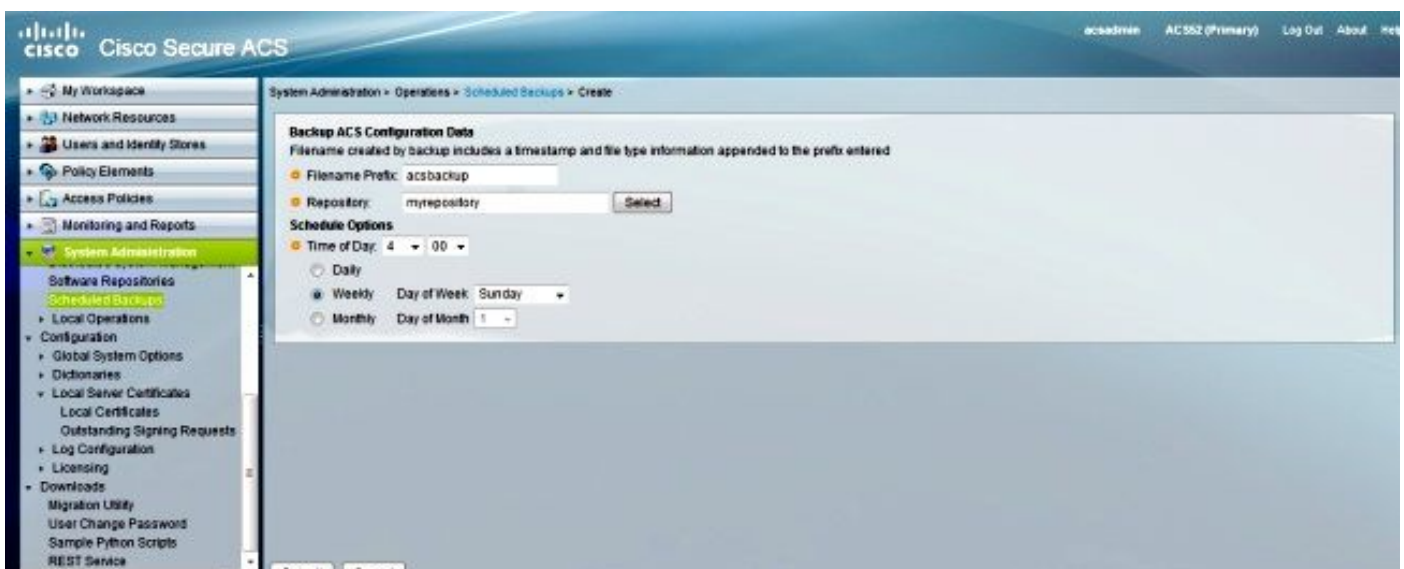 cisco Cisco Secure ACS
acsadmin ACS52 (Primary) Log Out About Help
My Workspace
Network Resources
Users and Identity Stores
Policy Elements
Access Policies
Monitoring and Reports
System Administration
Software Repositories
Scheduled Backups
Local Operations
Configuration
Global System Options
Dictionaries
Local Server Certificates
Local Certificates
Outstanding Signing Requests
Log Configuration
Licensing
Downloads
Migration Utility
User Change Password
Sample Python Scripts
REST Service
System Administration > Operations > Scheduled Backups > Create
Backup ACS Configuration Data
Filename created by backup includes a timestamp and file type information appended to the prefix entered
Filename Prefix: acsbackup
Repository: myrepository Select
Schedule Options
Time of Day: 4 00
Daily
Weekly Day of Week Sunday
Monthly Day of Month 1